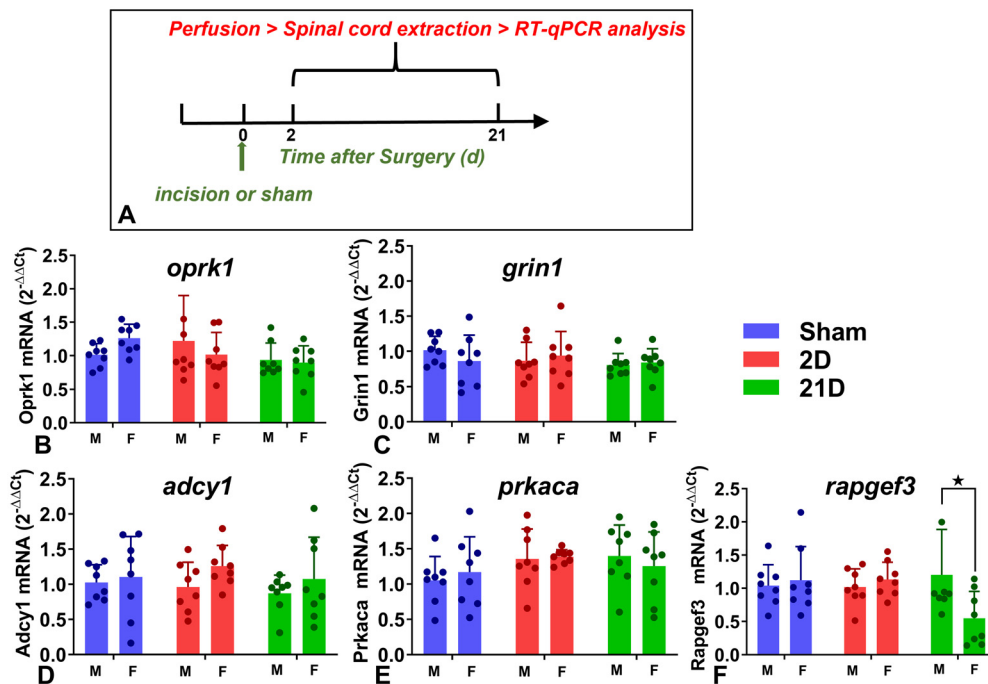 Perfusion > Spinal cord extraction > RT-qPCR analysis
0 2 21
Time after Surgery (d)
incision or sham
A
oprk1
Oprk1 mRNA (2^-ΔΔCt)
2.5
2.0
1.5
1.0
0.5
0.0
M F M F M F
B
grin1
Grin1 mRNA (2^-ΔΔCt)
2.5
2.0
1.5
1.0
0.5
0.0
M F M F M F
C
Sham
2D
21D
adcy1
Adcy1 mRNA (2^-ΔΔCt)
2.5
2.0
1.5
1.0
0.5
0.0
M F M F M F
D
prkaca
Prkaca mRNA (2^-ΔΔCt)
2.5
2.0
1.5
1.0
0.5
0.0
M F M F M F
E
rapgef3
Rapgef3 mRNA (2^-ΔΔCt)
2.5
2.0
1.5
1.0
0.5
0.0
★
M F M F M F
F